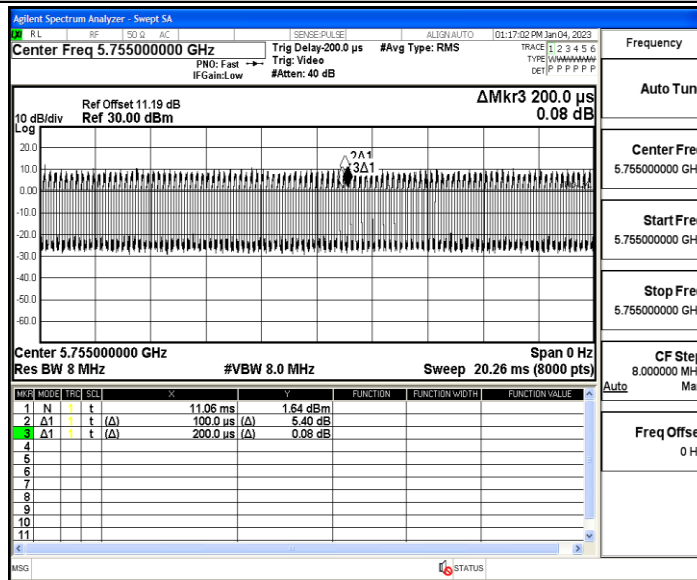 Agilent Spectrum Analyzer - Swept SA
RL RF 50 Ω AC SENSE:PULSE ALIGN AUTO 01:17:02 PM Jan 04, 2023
Center Freq 5.755000000 GHz
PNO: Fast
IFGain:Low
Trig Delay-200.0 µs
Trig: Video
#Atten: 40 dB
#Avg Type: RMS
TRACE 1 2 3 4 5 6
TYPE WWWWWW
DET P P P P P P
ΔMkr3 200.0 µs
0.08 dB
Ref Offset 11.19 dB
10 dB/div Ref 30.00 dBm
Log
20.0
10.0
0.00
-10.0
-20.0
-30.0
-40.0
-50.0
-60.0
2Δ1
3Δ1
Center 5.755000000 GHz Span 0 Hz
Res BW 8 MHz #VBW 8.0 MHz Sweep 20.26 ms (8000 pts)
MKR MODE TRC SCL X Y FUNCTION FUNCTION WIDTH FUNCTION VALUE
1 N 1 t 11.06 ms 1.64 dBm
2 Δ1 1 t (Δ) 100.0 µs (Δ) 5.40 dB
3 Δ1 1 t (Δ) 200.0 µs (Δ) 0.08 dB
4
5
6
7
8
9
10
11
MSG STATUS
Frequency
Auto Tun
Center Fre
5.755000000 GH
Start Fre
5.755000000 GH
Stop Fre
5.755000000 GH
CF Step
8.000000 MH
Auto Ma
Freq Offse
0 H